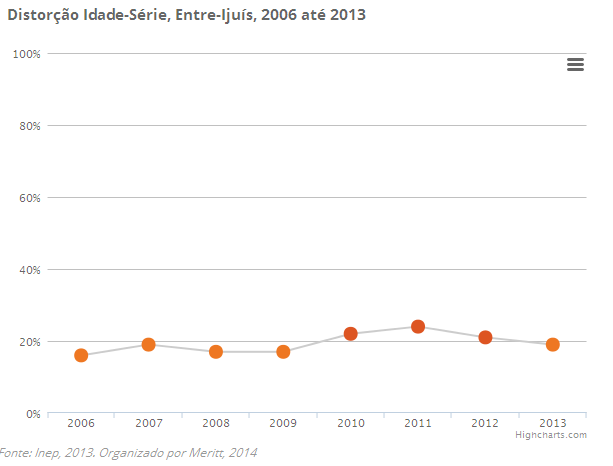 Distorção Idade-Série, Entre-Ijuís, 2006 até 2013
100%
80%
60%
40%
20%
0%
2006 2007 2008 2009 2010 2011 2012 2013
Highcharts.com
Fonte: Inep, 2013. Organizado por Meritt, 2014